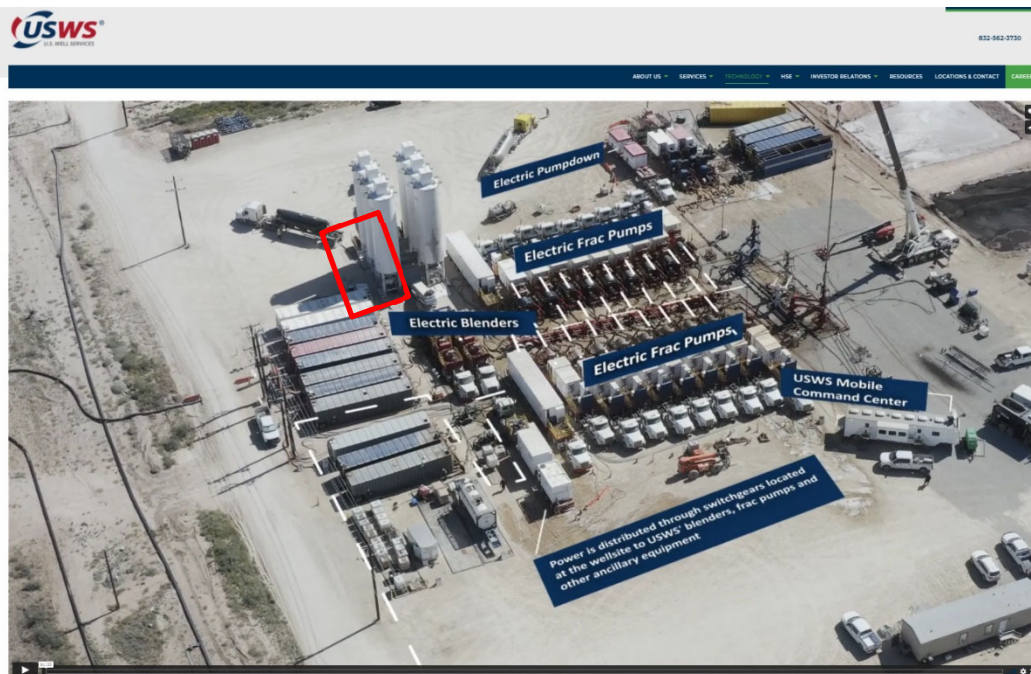 USWS®
U.S. WELL SERVICES
832-562-3730
ABOUT US
SERVICES
TECHNOLOGY
HSE
INVESTOR RELATIONS
RESOURCES
LOCATIONS & CONTACT
CAREE
Electric Pumpdown
Electric Frac Pumps
Electric Blenders
Electric Frac Pumps
USWS Mobile
Command Center
Power is distributed through switchgears located
at the wellsite to USWS' blenders, frac pumps and
other ancillary equipment